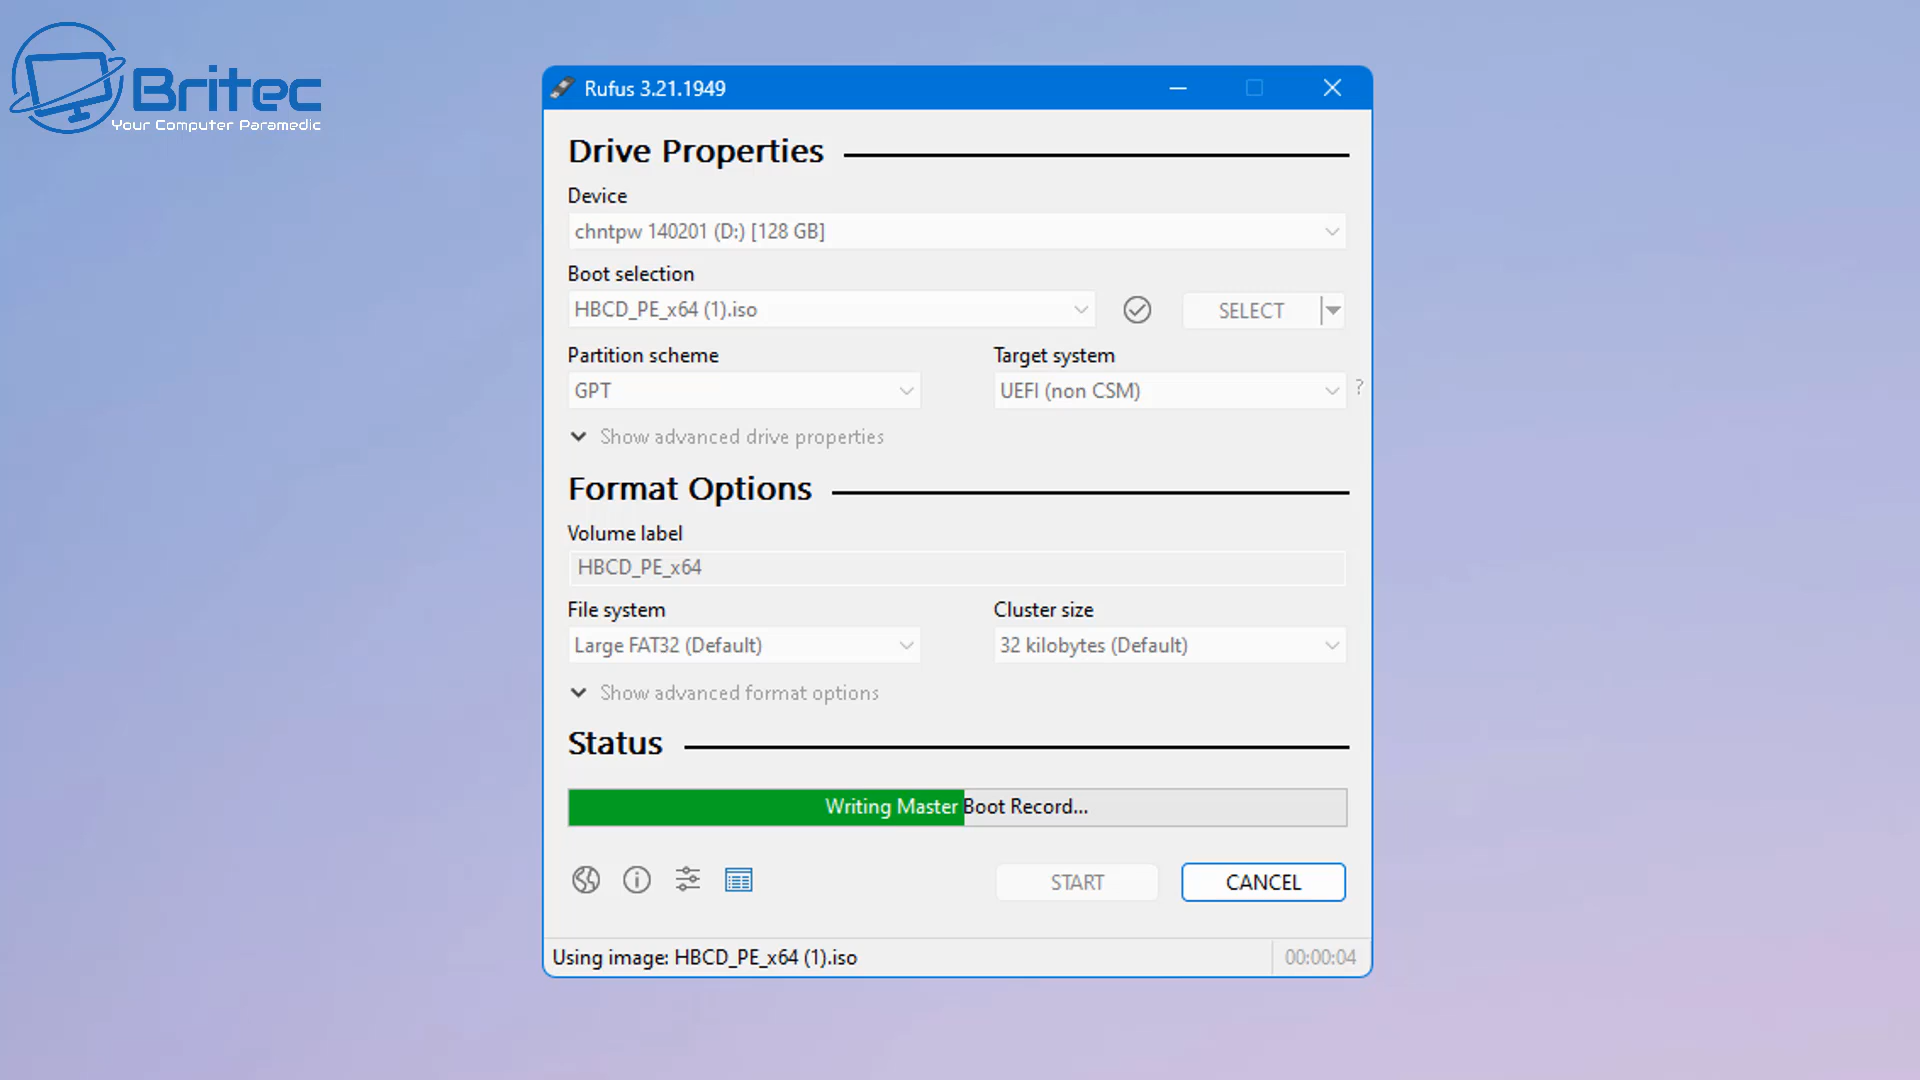 Britec
Your Computer Paramedic
Rufus 3.21.1949
Drive Properties
Device
chntpw 140201 (D:) [128 GB]
Boot selection
HBCD_PE_x64 (1).iso
SELECT
Partition scheme
Target system
GPT
UEFI (non CSM)
?
Show advanced drive properties
Format Options
Volume label
HBCD_PE_x64
File system
Cluster size
Large FAT32 (Default)
32 kilobytes (Default)
Show advanced format options
Status
Writing Master Boot Record...
START
CANCEL
Using image: HBCD_PE_x64 (1).iso
00:00:04